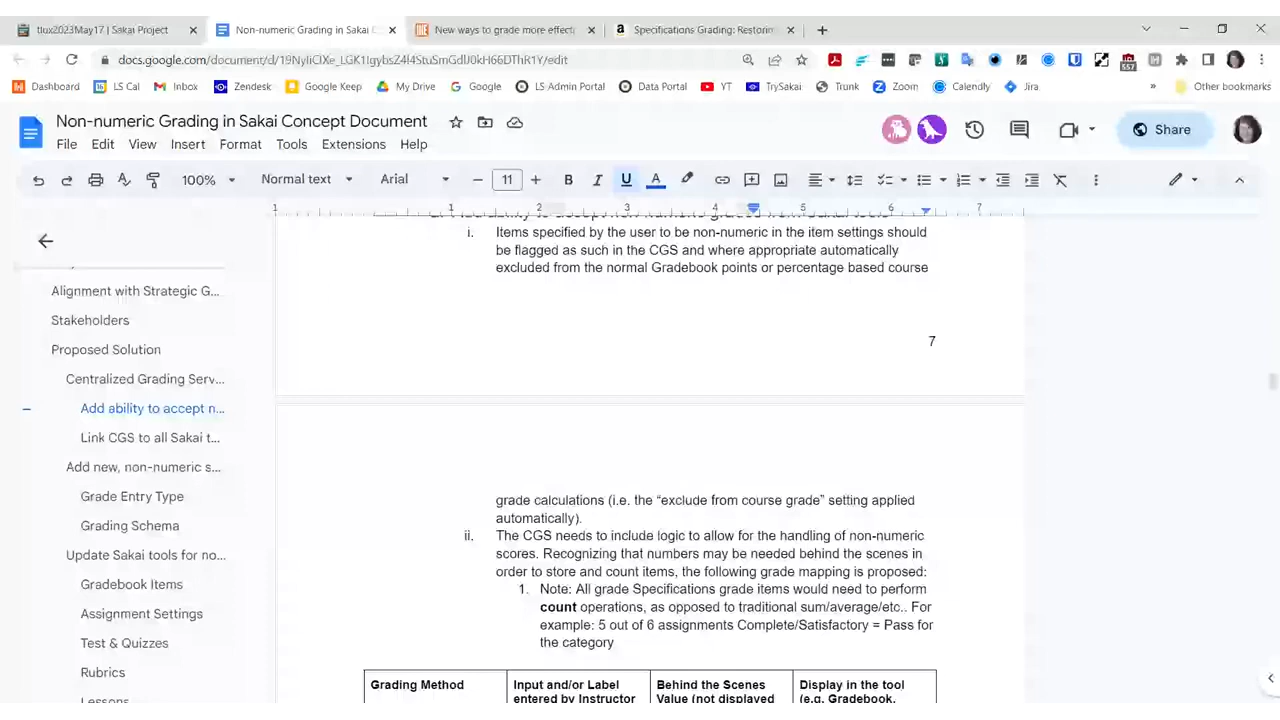 tlux2023May17 | Sakai Project
Non-numeric Grading in Sakai C
New ways to grade more effecti
Specifications Grading: Restorin
docs.google.com/document/d/19NyIiCIXe_LGK1IgybsZ4f4StuSmGdlJ0kH66DThR1Y/edit
Dashboard
LS Cal
Inbox
Zendesk
Google Keep
My Drive
Google
LS Admin Portal
Data Portal
YT
TrySakai
Trunk
Zoom
Calendly
Jira
Other bookmarks
Non-numeric Grading in Sakai Concept Document
File Edit View Insert Format Tools Extensions Help
Share
100% Normal text Arial 11
1 1 2 3 4 5 6 7
Alignment with Strategic G...
Stakeholders
Proposed Solution
Centralized Grading Serv...
Add ability to accept n...
Link CGS to all Sakai t...
Add new, non-numeric s...
Grade Entry Type
Grading Schema
Update Sakai tools for no...
Gradebook Items
Assignment Settings
Test & Quizzes
Rubrics
Lessons
i. Items specified by the user to be non-numeric in the item settings should
be flagged as such in the CGS and where appropriate automatically
excluded from the normal Gradebook points or percentage based course
7
grade calculations (i.e. the “exclude from course grade” setting applied
automatically).
ii. The CGS needs to include logic to allow for the handling of non-numeric
scores. Recognizing that numbers may be needed behind the scenes in
order to store and count items, the following grade mapping is proposed:
1. Note: All grade Specifications grade items would need to perform
count operations, as opposed to traditional sum/average/etc.. For
example: 5 out of 6 assignments Complete/Satisfactory = Pass for
the category
Grading Method
Input and/or Label
entered by Instructor
Behind the Scenes
Value (not displayed
Display in the tool
(e.g. Gradebook,